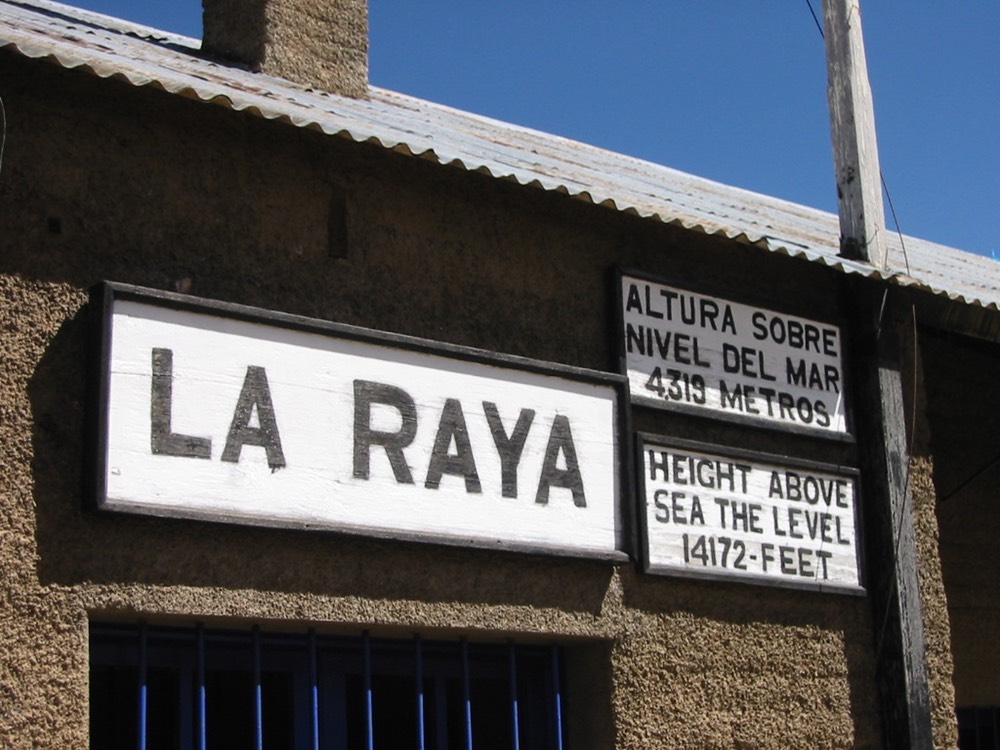 LA RAYA
ALTURA SOBRE
NIVEL DEL MAR
4,319 METROS
HEIGHT ABOVE
SEA THE LEVEL
14172-FEET